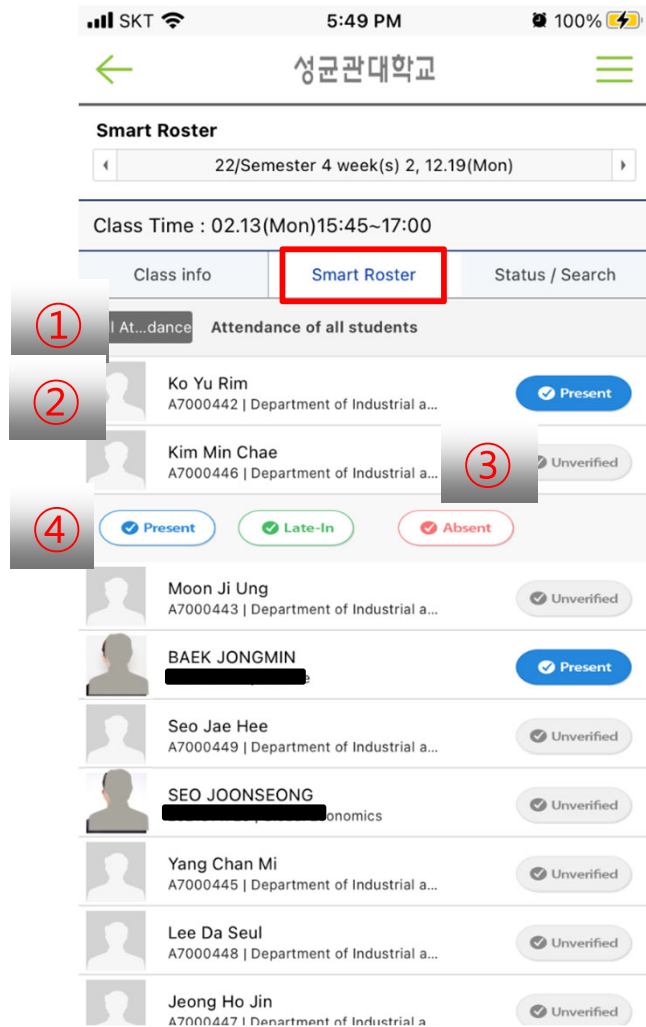 SKT 5:49 PM 100%
성균관대학교
Smart Roster
22/Semester 4 week(s) 2, 12.19(Mon)
Class Time : 02.13(Mon)15:45~17:00
Class info Smart Roster Status / Search
① l At...dance Attendance of all students
② Ko Yu Rim
A7000442 | Department of Industrial a... Present
Kim Min Chae
A7000446 | Department of Industrial a... ③ Unverified
④ Present Late-In Absent
Moon Ji Ung
A7000443 | Department of Industrial a... Unverified
BAEK JONGMIN
Present
Seo Jae Hee
A7000449 | Department of Industrial a... Unverified
SEO JOONSEONG
onomics Unverified
Yang Chan Mi
A7000445 | Department of Industrial a... Unverified
Lee Da Seul
A7000448 | Department of Industrial a... Unverified
Jeong Ho Jin
A7000447 | Department of Industrial a... Unverified